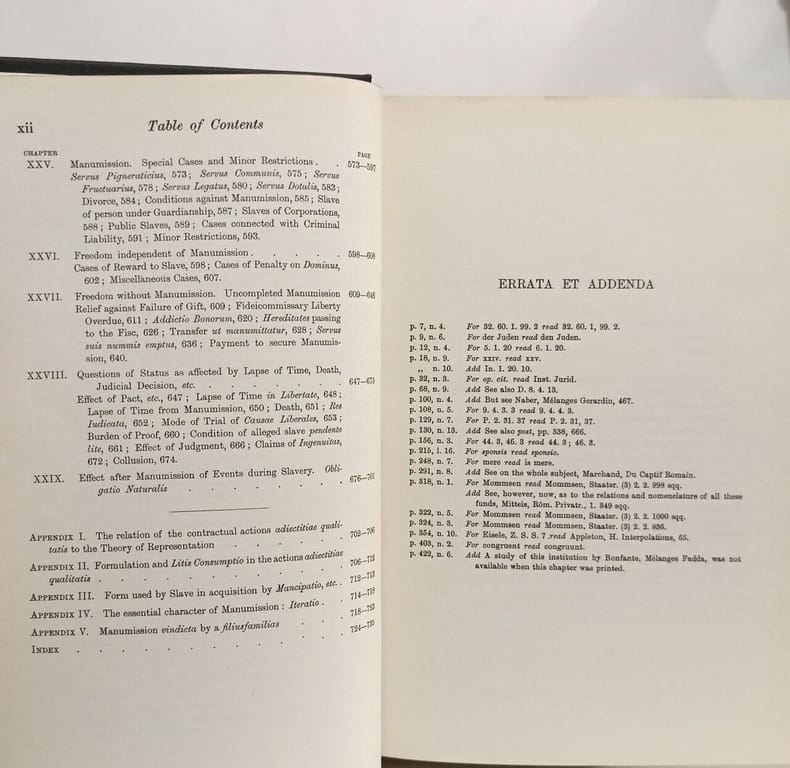 xii Table of Contents
CHAPTER PAGE
XXV. Manumission. Special Cases and Minor Restrictions . . 573—597
Servus Pigneraticius, 573; Servus Communis, 575; Servus
Fructuarius, 578; Servus Legatus, 580; Servus Dotalis, 583;
Divorce, 584; Conditions against Manumission, 585; Slave
of person under Guardianship, 587; Slaves of Corporations,
588; Public Slaves, 589; Cases connected with Criminal
Liability, 591; Minor Restrictions, 593.
XXVI. Freedom independent of Manumission . . . . . 598—608
Cases of Reward to Slave, 598; Cases of Penalty on Dominus,
602; Miscellaneous Cases, 607.
XXVII. Freedom without Manumission. Uncompleted Manumission 609—646
Relief against Failure of Gift, 609; Fideicommissary Liberty
Overdue, 611; Addictio Bonorum, 620; Hereditates passing
to the Fisc, 626; Transfer ut manumittatur, 628; Servus
suis nummis emptus, 636; Payment to secure Manumis-
sion, 640.
XXVIII. Questions of Status as affected by Lapse of Time, Death,
Judicial Decision, etc. . . . . . . . 647—675
Effect of Pact, etc., 647; Lapse of Time in Libertate, 648;
Lapse of Time from Manumission, 650; Death, 651; Res
Iudicata, 652; Mode of Trial of Causae Liberales, 653;
Burden of Proof, 660; Condition of alleged slave pendente
lite, 661; Effect of Judgment, 666; Claims of Ingenuitas,
672; Collusion, 674.
XXIX. Effect after Manumission of Events during Slavery. Obli-
gatio Naturalis . . . . . . . 676—701
APPENDIX I. The relation of the contractual actions adiectitiae quali-
tatis to the Theory of Representation . . . . 702—706
APPENDIX II. Formulation and Litis Consumptio in the actions adiectitiae
qualitatis . . . . . . . . . 706—712
APPENDIX III. Form used by Slave in acquisition by Mancipatio, etc. . 712—713
APPENDIX IV. The essential character of Manumission: Iteratio . . 714—718
APPENDIX V. Manumission vindicta by a filiusfamilias . . . 718—723
INDEX . . . . . . . . . . 724—735
ERRATA ET ADDENDA
p. 7, n. 4. For 32. 60. 1. 99. 2 read 32. 60. 1, 99. 2.
p. 9, n. 6. For der Juden read den Juden.
p. 12, n. 4. For 5. 1. 20 read 6. 1. 20.
p. 18, n. 9. For xxiv. read xxv.
„ n. 10. Add In. 1. 20. 10.
p. 32, n. 3. For op. cit. read Inst. Jurid.
p. 68, n. 9. Add See also D. 8. 4. 13.
p. 100, n. 4. Add But see Naber, Mélanges Gerardin, 467.
p. 108, n. 5. For 9. 4. 3. 3 read 9. 4. 4. 3.
p. 129, n. 7. For P. 2. 31. 37 read P. 2. 31, 37.
p. 130, n. 13. Add See also post, pp. 338, 666.
p. 156, n. 3. For 44. 3, 46. 3 read 44. 3; 46. 3.
p. 215, l. 16. For sponsis read sponsio.
p. 248, n. 7. For mere read is mere.
p. 291, n. 8. Add See on the whole subject, Marchand, Du Captif Romain.
p. 318, n. 1. For Mommsen read Mommsen, Staatsr. (3) 2. 2. 998 sqq.
Add See, however, now, as to the relations and nomenclature of all these
funds, Mitteis, Röm. Privatr., 1. 349 sqq.
p. 322, n. 5. For Mommsen read Mommsen, Staatsr. (3) 2. 2. 1000 sqq.
p. 324, n. 3. For Mommsen read Mommsen, Staatsr. (3) 2. 2. 836.
p. 354, n. 10. For Eisele, Z. S. S. 7 read Appleton, H. Interpolations, 65.
p. 403, n. 2. For congruent read congruunt.
p. 422, n. 6. Add A study of this institution by Bonfante, Mélanges Fadda, was not
available when this chapter was printed.